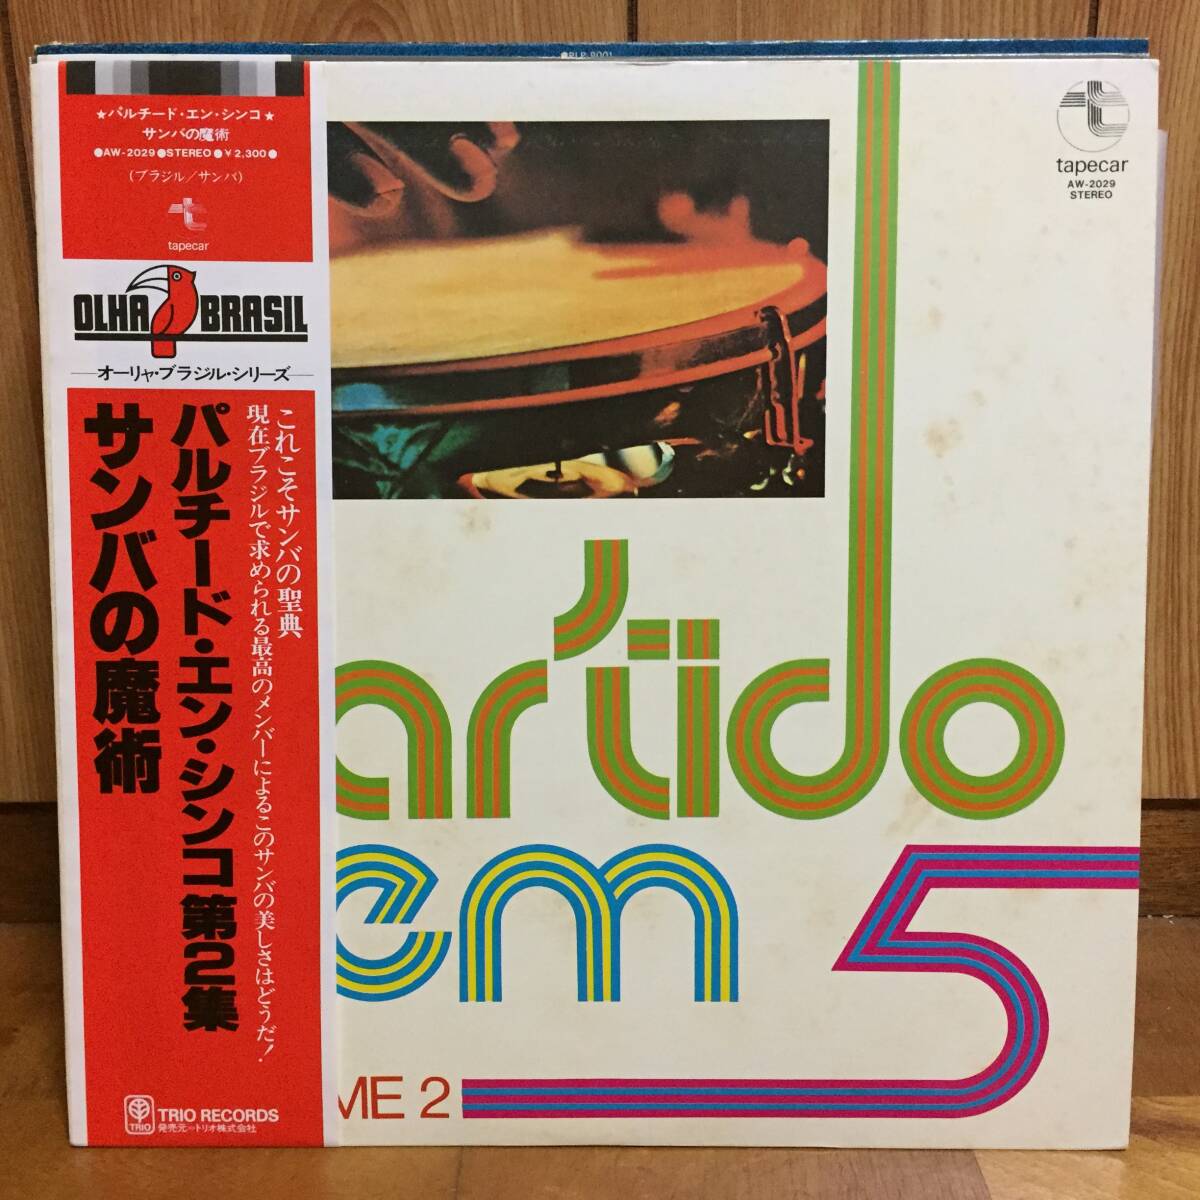 ●PLP-9001
★パルチード・エン・シンコ★
サンバの魔術
●AW-2029●STEREO●￥2,300●
(ブラジル／サンバ)
t
tapecar
OLHA BRASIL
オーリャ・ブラジル・シリーズ
これこそサンバの聖典
現在ブラジルで求められる最高のメンバーによるこのサンバの美しさはどうだ！
パルチード・エン・シンコ第2集
サンバの魔術
TRIO
TRIO RECORDS
発売元＝トリオ株式会社
t
tapecar
AW-2029
STEREO
artido
em 5
ME 2